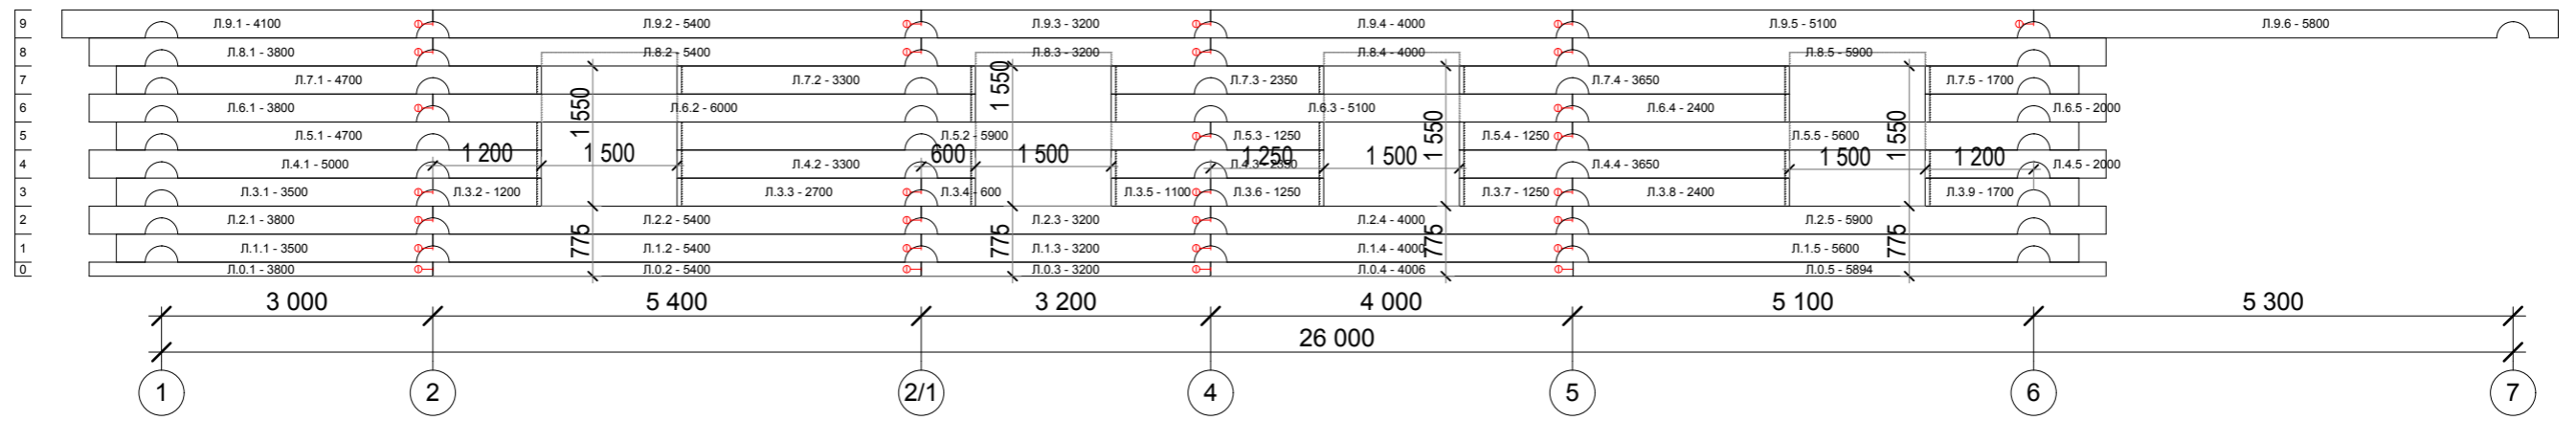 9 Л.9.1 - 4100 Л.9.2 - 5400 Л.9.3 - 3200 Л.9.4 - 4000 Л.9.5 - 5100 Л.9.6 - 5800
8 Л.8.1 - 3800 Л.8.2 - 5400 Л.8.3 - 3200 Л.8.4 - 4000 Л.8.5 - 5900
7 Л.7.1 - 4700 Л.7.2 - 3300 Л.7.3 - 2350 Л.7.4 - 3650 Л.7.5 - 1700
1 550 1 550 1 550 1 550
6 Л.6.1 - 3800 Л.6.2 - 6000 Л.6.3 - 5100 Л.6.4 - 2400 Л.6.5 - 2000
5 Л.5.1 - 4700 Л.5.2 - 5900 Л.5.3 - 1250 Л.5.4 - 1250 Л.5.5 - 5600
1 200 1 500 600 1 500 1 250 1 500 1 500 1 200
4 Л.4.1 - 5000 Л.4.2 - 3300 Л.4.3 - 2350 Л.4.4 - 3650 Л.4.5 - 2000
3 Л.3.1 - 3500 Л.3.2 - 1200 Л.3.3 - 2700 Л.3.4 - 600 Л.3.5 - 1100 Л.3.6 - 1250 Л.3.7 - 1250 Л.3.8 - 2400 Л.3.9 - 1700
2 Л.2.1 - 3800 Л.2.2 - 5400 Л.2.3 - 3200 Л.2.4 - 4000 Л.2.5 - 5900
775 775 775 775
1 Л.1.1 - 3500 Л.1.2 - 5400 Л.1.3 - 3200 Л.1.4 - 4000 Л.1.5 - 5600
0 Л.0.1 - 3800 Л.0.2 - 5400 Л.0.3 - 3200 Л.0.4 - 4006 Л.0.5 - 5894
3 000 5 400 3 200 4 000 5 100 5 300
26 000
1 2 2/1 4 5 6 7